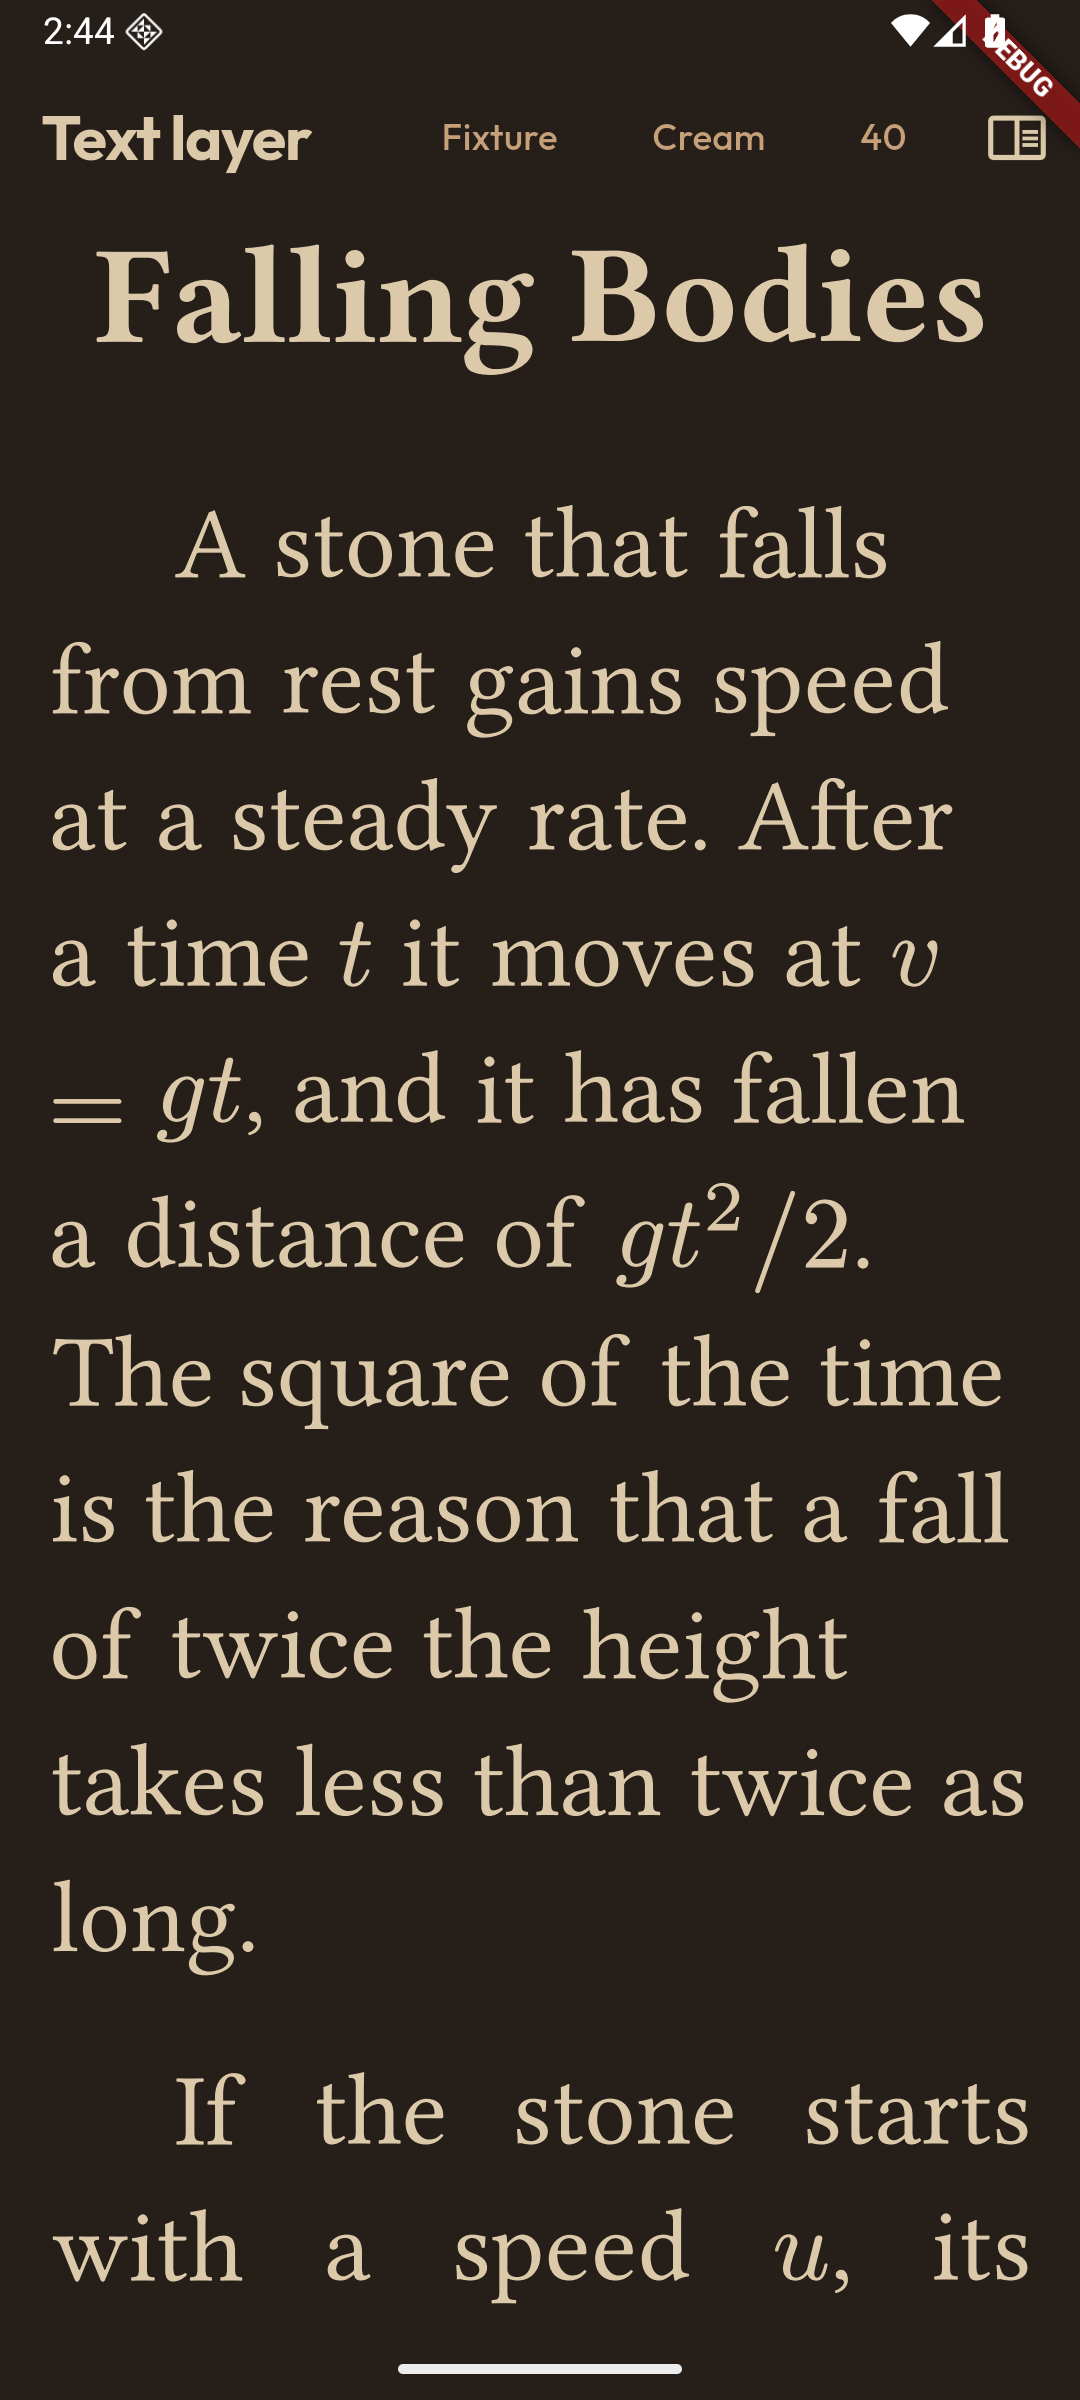 2:44
DEBUG
Text layer Fixture Cream 40
Falling Bodies
A stone that falls
from rest gains speed
at a steady rate. After
a time t it moves at v
= gt, and it has fallen
a distance of gt²/2.
The square of the time
is the reason that a fall
of twice the height
takes less than twice as
long.
If the stone starts
with a speed u, its